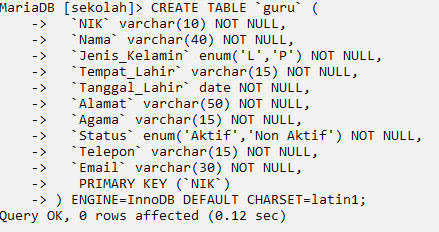 MariaDB [sekolah]> CREATE TABLE `guru` (
    ->   `NIK` varchar(10) NOT NULL,
    ->   `Nama` varchar(40) NOT NULL,
    ->   `Jenis_Kelamin` enum('L','P') NOT NULL,
    ->   `Tempat_Lahir` varchar(15) NOT NULL,
    ->   `Tanggal_Lahir` date NOT NULL,
    ->   `Alamat` varchar(50) NOT NULL,
    ->   `Agama` varchar(15) NOT NULL,
    ->   `Status` enum('Aktif','Non Aktif') NOT NULL,
    ->   `Telepon` varchar(15) NOT NULL,
    ->   `Email` varchar(30) NOT NULL,
    ->    PRIMARY KEY (`NIK`)
    -> ) ENGINE=InnoDB DEFAULT CHARSET=latin1;
Query OK, 0 rows affected (0.12 sec)